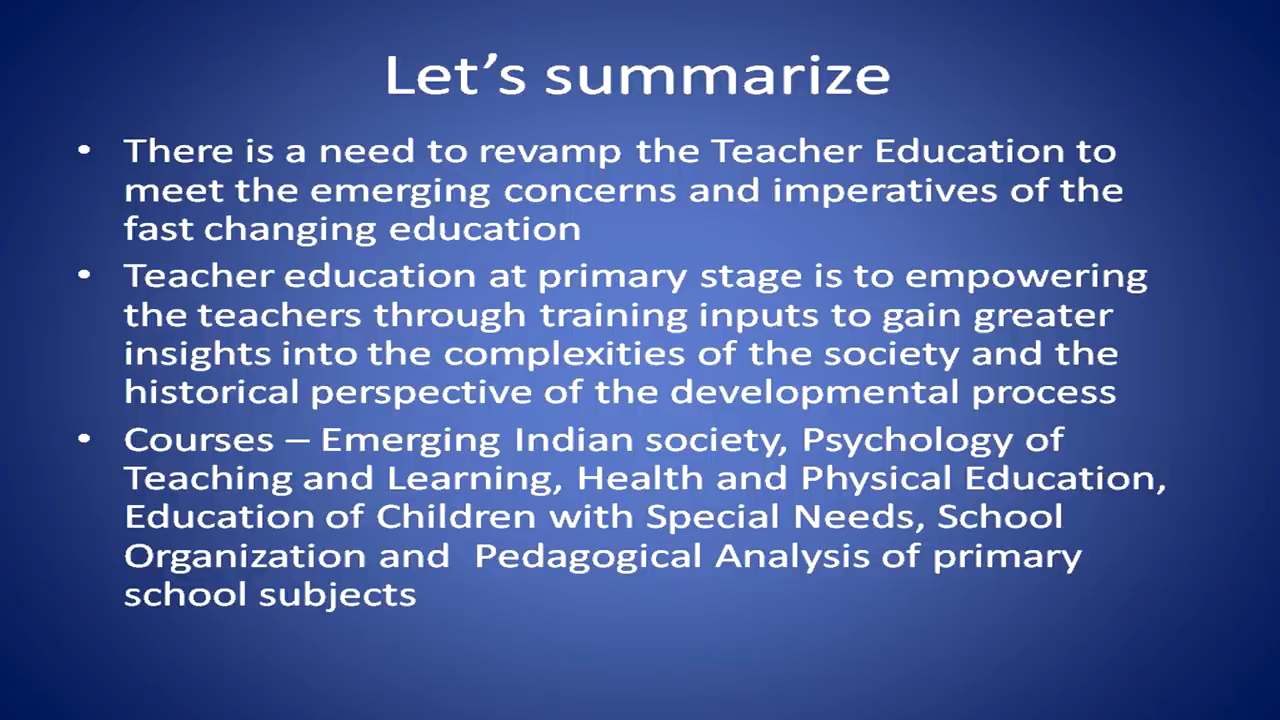 Let’s summarize
• There is a need to revamp the Teacher Education to
meet the emerging concerns and imperatives of the
fast changing education
• Teacher education at primary stage is to empowering
the teachers through training inputs to gain greater
insights into the complexities of the society and the
historical perspective of the developmental process
• Courses – Emerging Indian society, Psychology of
Teaching and Learning, Health and Physical Education,
Education of Children with Special Needs, School
Organization and  Pedagogical Analysis of primary
school subjects